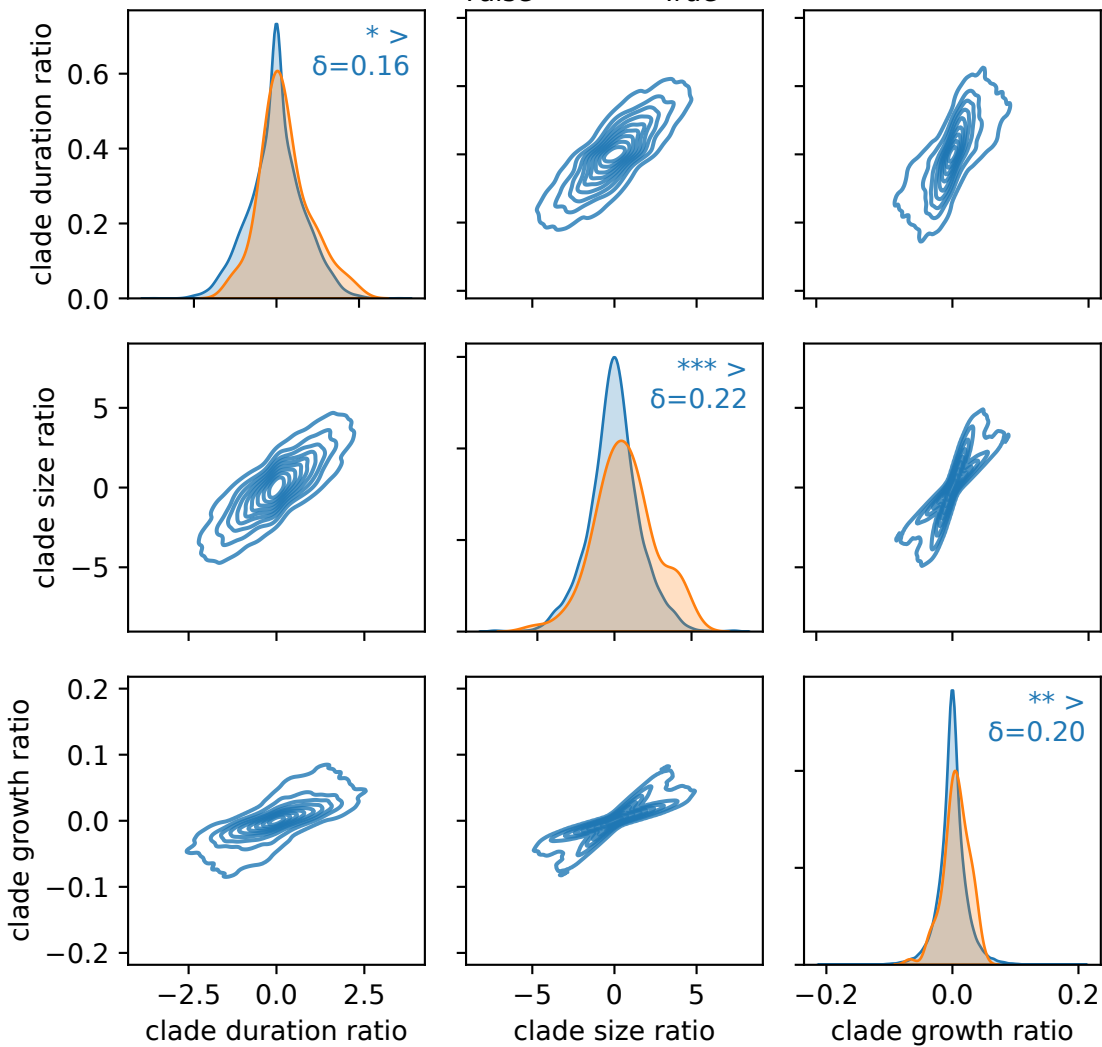 False True
clade duration ratio
0.6
0.4
0.2
0.0
* >
δ=0.16
clade size ratio
5
0
−5
*** >
δ=0.22
clade growth ratio
0.2
0.1
0.0
−0.1
−0.2
** >
δ=0.20
−2.5 0.0 2.5
−5 0 5
−0.2 0.0 0.2
clade duration ratio
clade size ratio
clade growth ratio